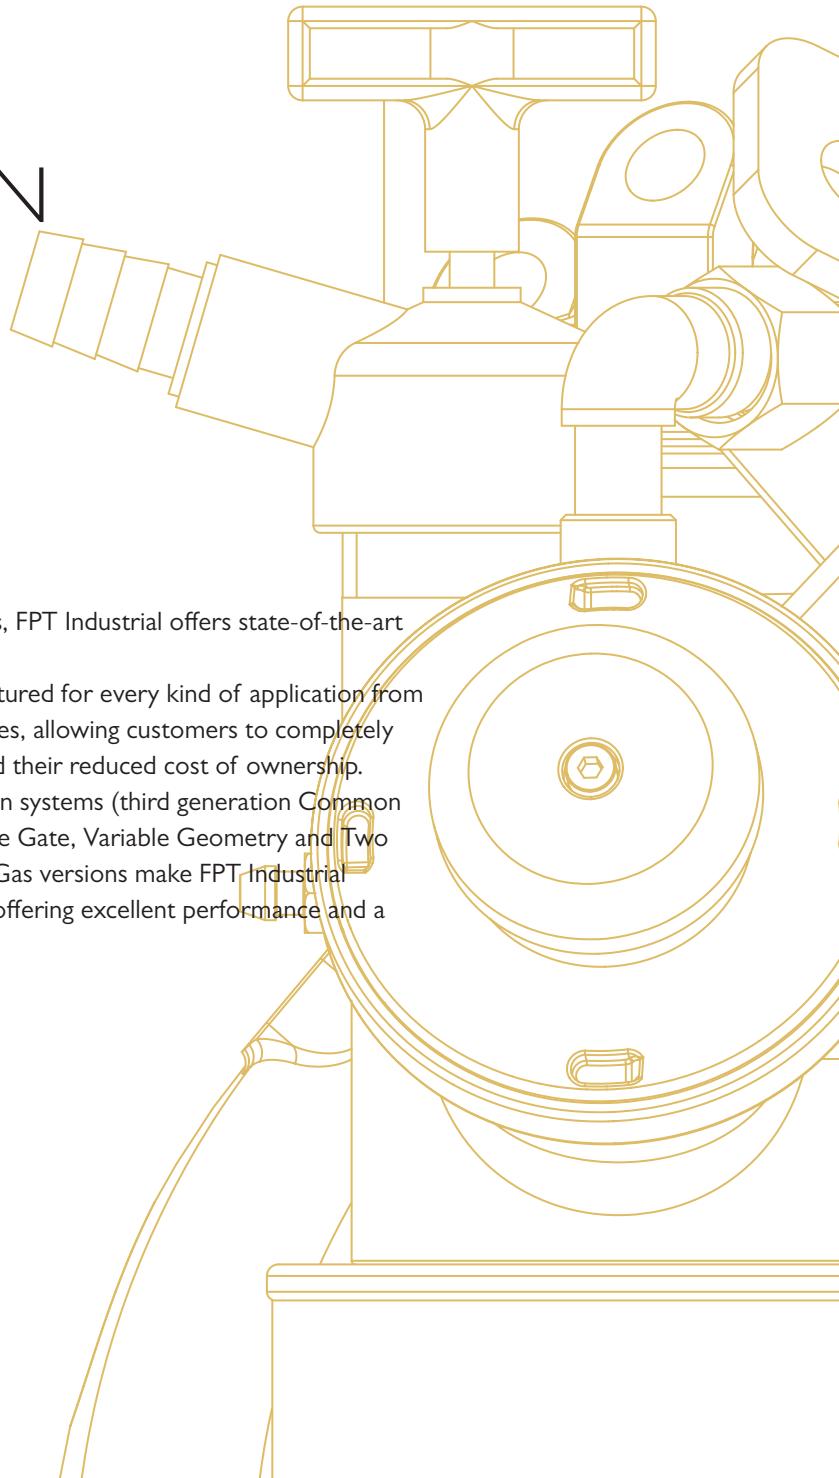 N
, FPT Industrial offers state-of-the-art
tured for every kind of application from
es, allowing customers to completely
d their reduced cost of ownership.
n systems (third generation Common
e Gate, Variable Geometry and Two
Gas versions make FPT Industrial
offering excellent performance and a